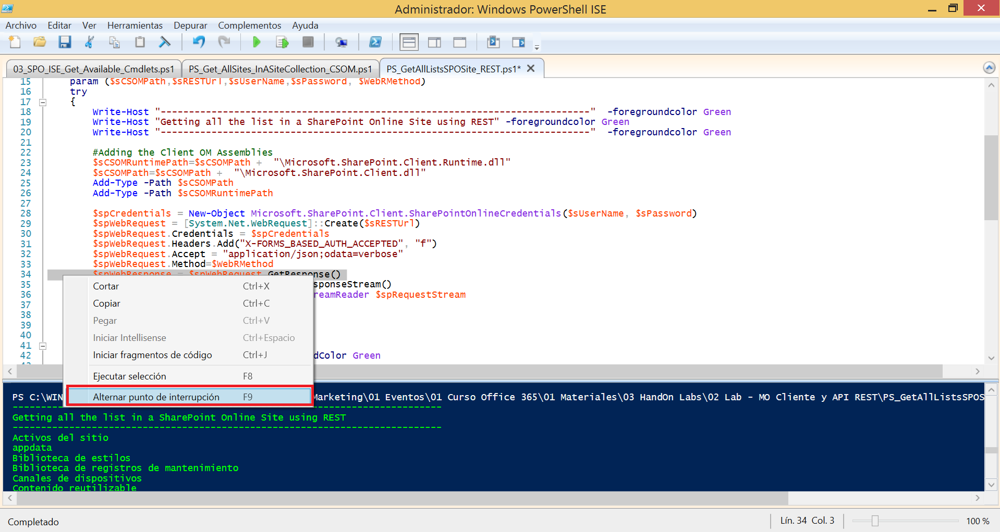 Administrador: Windows PowerShell ISE
Archivo Editar Ver Herramientas Depurar Complementos Ayuda
03_SPO_ISE_Get_Available_Cmdlets.ps1 PS_Get_AllSites_InASiteCollection_CSOM.ps1 PS_GetAllListsSPOSite_REST.ps1*
15 param ($sCSOMPath,$sRESTUrl,$sUserName,$sPassword, $WebRMethod)
16 try
17 {
18 Write-Host "----------------------------------------------------------------------------" -foregroundcolor Green
19 Write-Host "Getting all the list in a SharePoint Online Site using REST" -foregroundcolor Green
20 Write-Host "----------------------------------------------------------------------------" -foregroundcolor Green
21
22 #Adding the Client OM Assemblies
23 $sCSOMRuntimePath=$sCSOMPath + "\Microsoft.SharePoint.Client.Runtime.dll"
24 $sCSOMPath=$sCSOMPath + "\Microsoft.SharePoint.Client.dll"
25 Add-Type -Path $sCSOMPath
26 Add-Type -Path $sCSOMRuntimePath
27
28 $spCredentials = New-Object Microsoft.SharePoint.Client.SharePointOnlineCredentials($sUserName, $sPassword)
29 $spWebRequest = [System.Net.WebRequest]::Create($sRESTUrl)
30 $spWebRequest.Credentials = $spCredentials
31 $spWebRequest.Headers.Add("X-FORMS_BASED_AUTH_ACCEPTED", "f")
32 $spWebRequest.Accept = "application/json;odata=verbose"
33 $spWebRequest.Method=$WebRMethod
34 $spWebResponse = $spWebRequest.GetResponse()
35 sponseStream()
36 reamReader $spRequestStream
37
38
39
40
41
42 dColor Green
Cortar Ctrl+X
Copiar Ctrl+C
Pegar Ctrl+V
Iniciar Intellisense Ctrl+Espacio
Iniciar fragmentos de código Ctrl+J
Ejecutar selección F8
Alternar punto de interrupción F9
PS C:\WIN Marketing\01 Eventos\01 Curso Office 365\01 Materiales\03 HandOn Labs\02 Lab - MO Cliente y API REST\PS_GetAllListsSPOS
----------------------------------------------------------------------------
Getting all the list in a SharePoint Online Site using REST
----------------------------------------------------------------------------
Activos del sitio
appdata
Biblioteca de estilos
Biblioteca de registros de mantenimiento
Canales de dispositivos
Contenido reutilizable
Completado Lín. 34 Col. 3 100 %